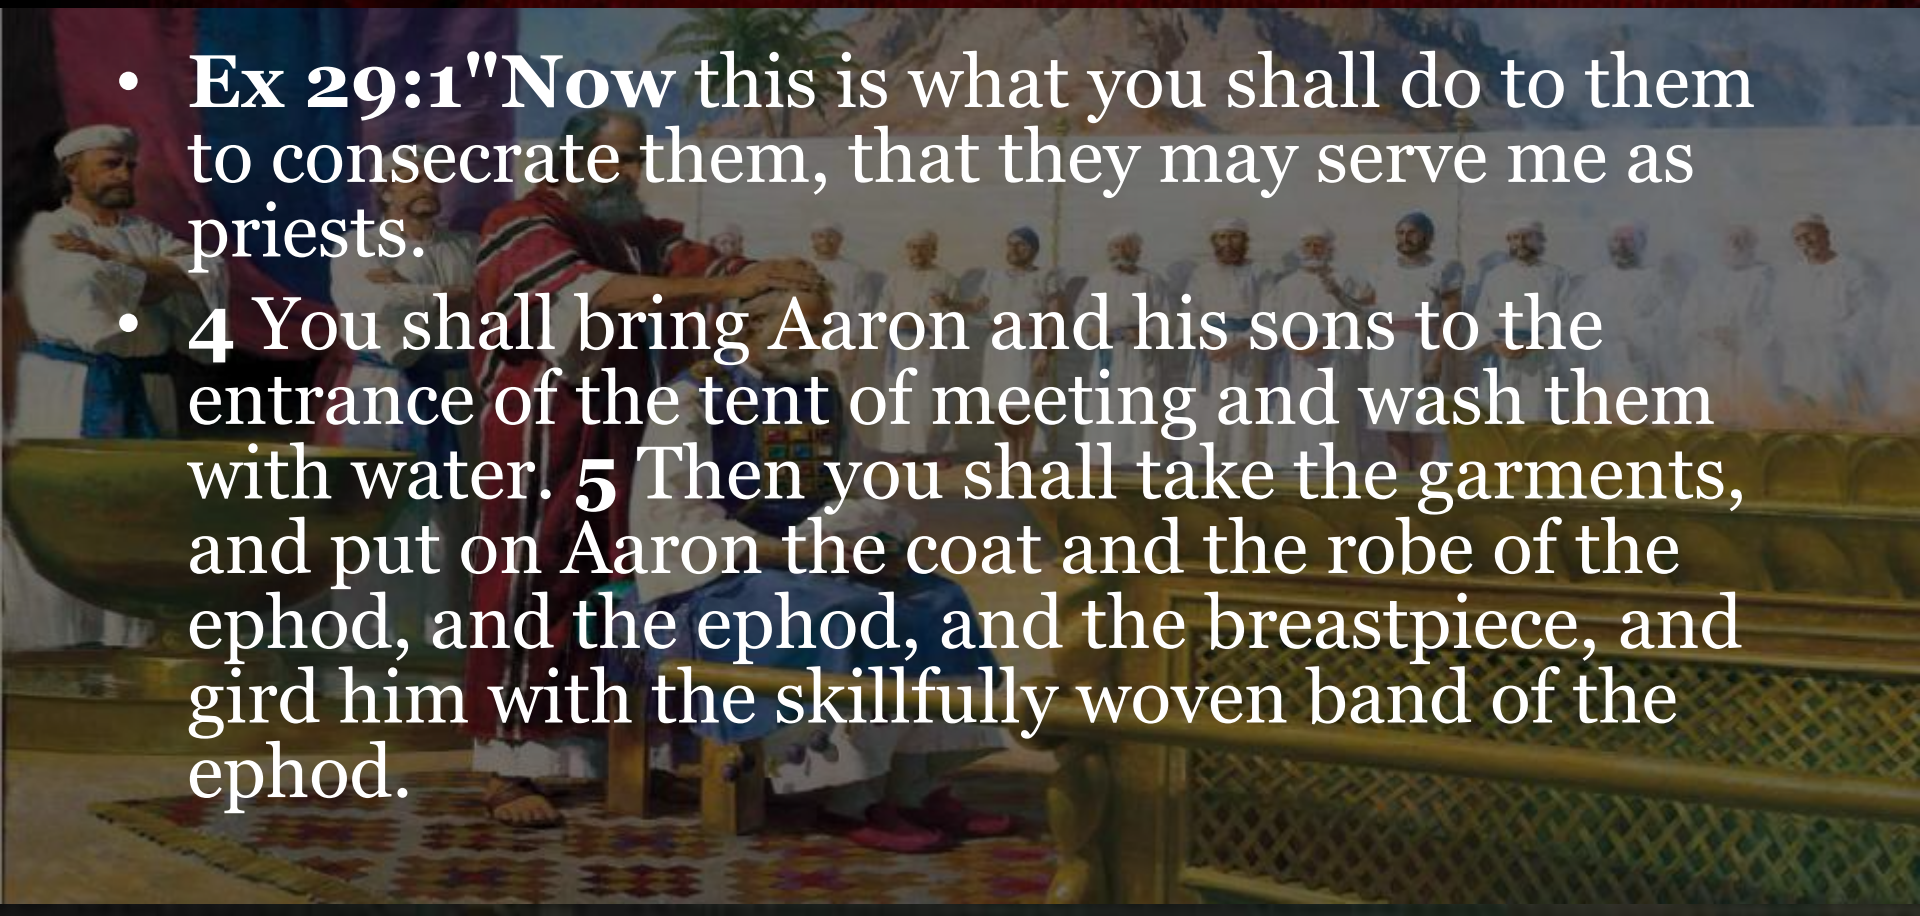 • Ex 29:1"Now this is what you shall do to them
to consecrate them, that they may serve me as
priests.
• 4 You shall bring Aaron and his sons to the
entrance of the tent of meeting and wash them
with water. 5 Then you shall take the garments,
and put on Aaron the coat and the robe of the
ephod, and the ephod, and the breastpiece, and
gird him with the skillfully woven band of the
ephod.